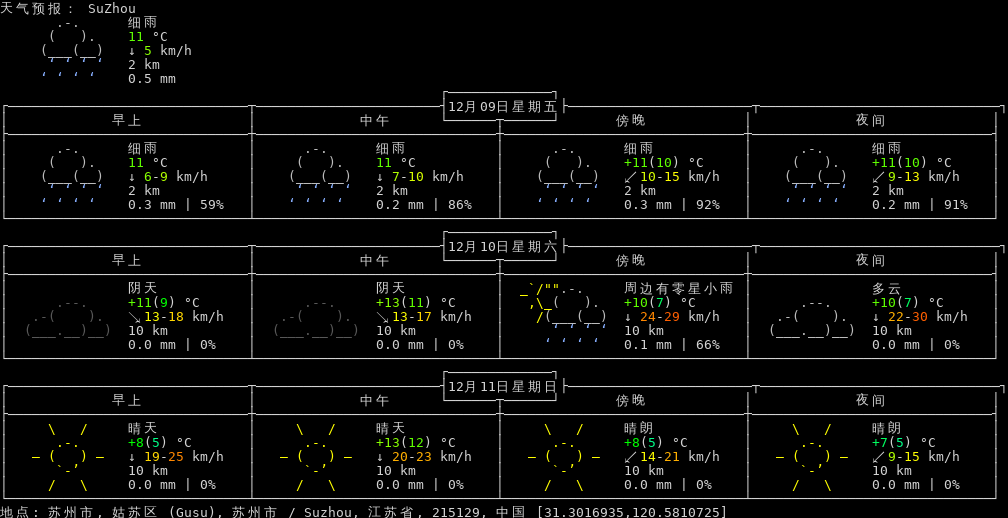 天气预报: SuZhou
细雨
11 °C
↓ 5 km/h
2 km
0.5 mm
12月09日星期五
早上 中午 傍晚 夜间
细雨 细雨 细雨 细雨
11 °C 11 °C +11(10) °C +11(10) °C
↓ 6-9 km/h ↓ 7-10 km/h ↙ 10-15 km/h ↙ 9-13 km/h
2 km 2 km 2 km 2 km
0.3 mm | 59% 0.2 mm | 86% 0.3 mm | 92% 0.2 mm | 91%
12月10日星期六
早上 中午 傍晚 夜间
阴天 阴天 周边有零星小雨 多云
+11(9) °C +13(11) °C +10(7) °C +10(7) °C
↘ 13-18 km/h ↘ 13-17 km/h ↓ 24-29 km/h ↓ 22-30 km/h
10 km 10 km 10 km 10 km
0.0 mm | 0% 0.0 mm | 0% 0.1 mm | 66% 0.0 mm | 0%
12月11日星期日
早上 中午 傍晚 夜间
晴天 晴天 晴朗 晴朗
+8(5) °C +13(12) °C +8(5) °C +7(5) °C
↓ 19-25 km/h ↓ 20-23 km/h ↙ 14-21 km/h ↙ 9-15 km/h
10 km 10 km 10 km 10 km
0.0 mm | 0% 0.0 mm | 0% 0.0 mm | 0% 0.0 mm | 0%
地点: 苏州市, 姑苏区 (Gusu), 苏州市 / Suzhou, 江苏省, 215129, 中国 [31.3016935,120.5810725]